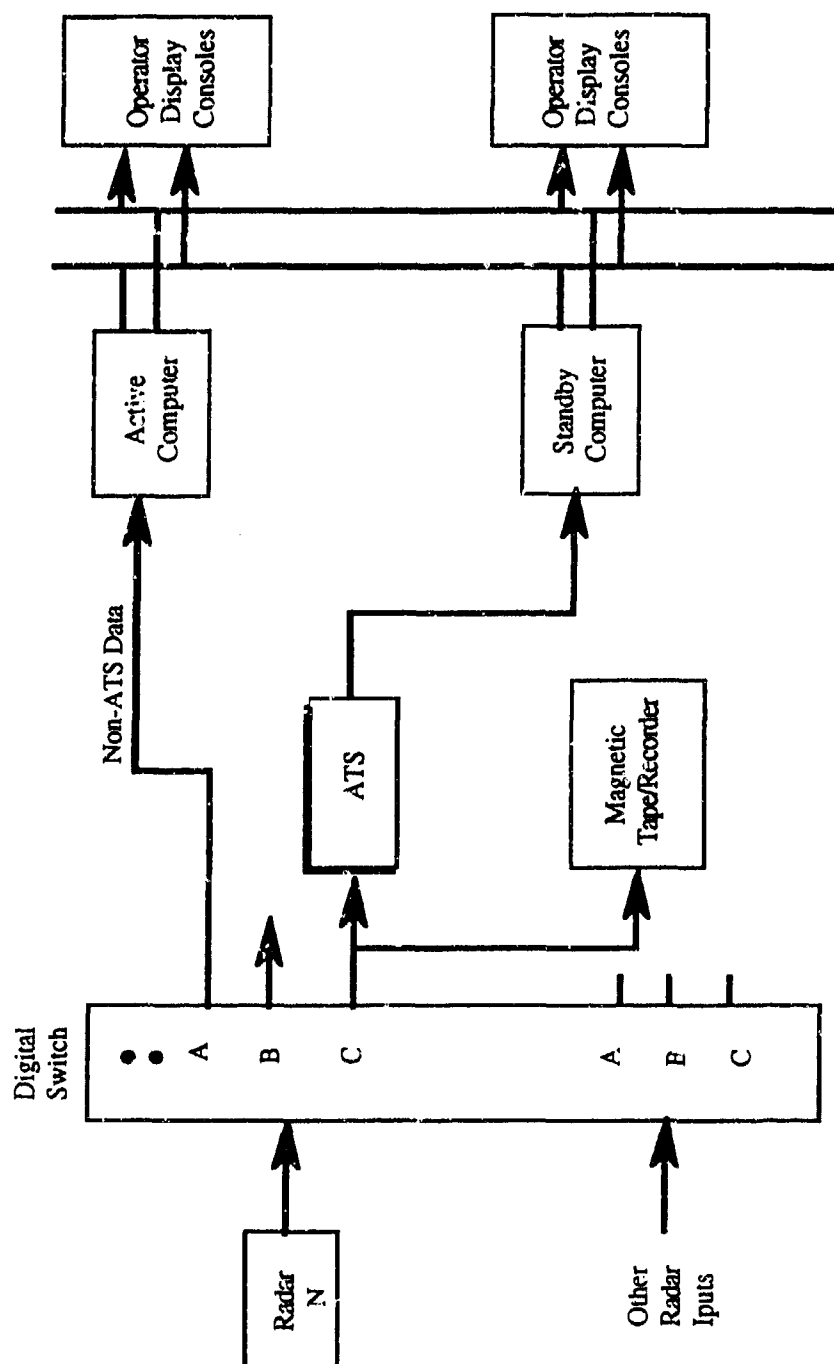 Digital
Switch
Radar
N
Other
Radar
Iputs
A
B
C
A
B
C
Non-ATS Data
ATS
Magnetic
Tape/Recorder
Active
Computer
Standby
Computer
Operator
Display
Consoles
Operator
Display
Consoles